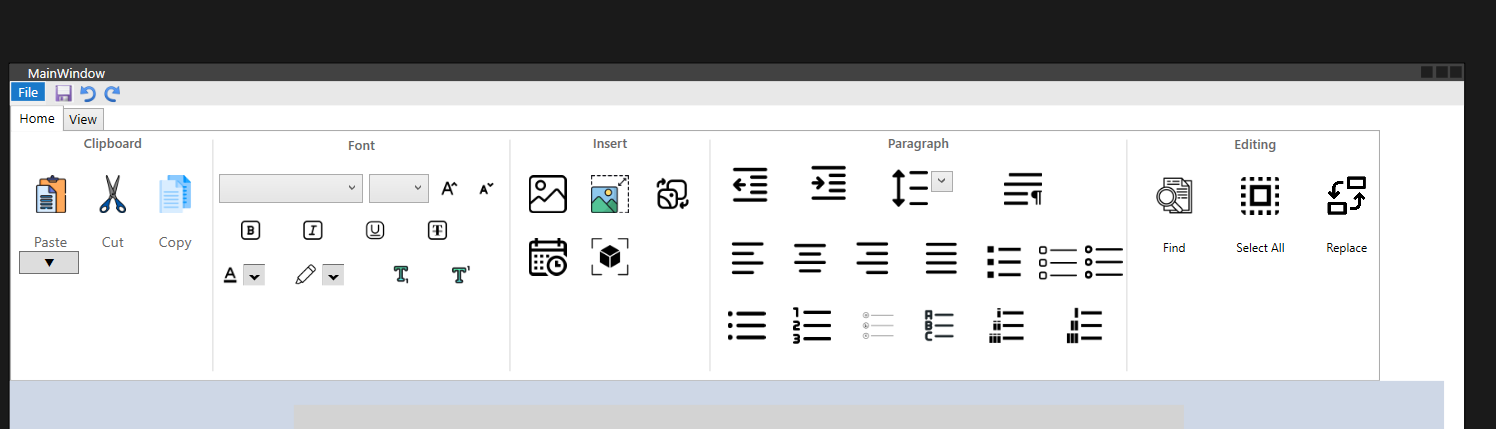 MainWindow
File
Home View
Clipboard Font Insert Paragraph Editing
Paste Cut Copy
Find Select All Replace